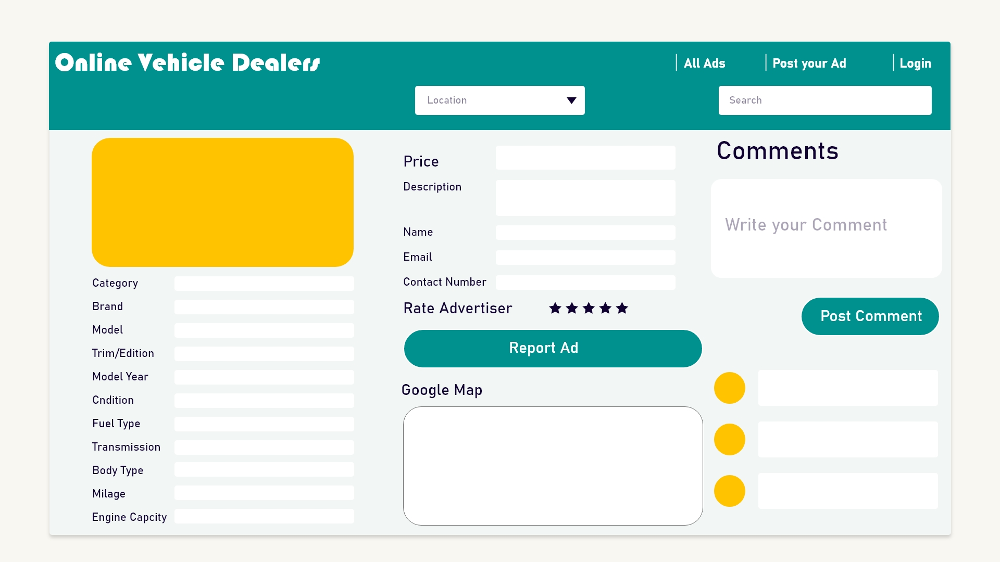 Online Vehicle Dealers
All Ads
Post your Ad
Login
Location
Search
Category
Brand
Model
Trim/Edition
Model Year
Cndition
Fuel Type
Transmission
Body Type
Milage
Engine Capcity
Price
Description
Name
Email
Contact Number
Rate Advertiser
Report Ad
Google Map
Comments
Write your Comment
Post Comment